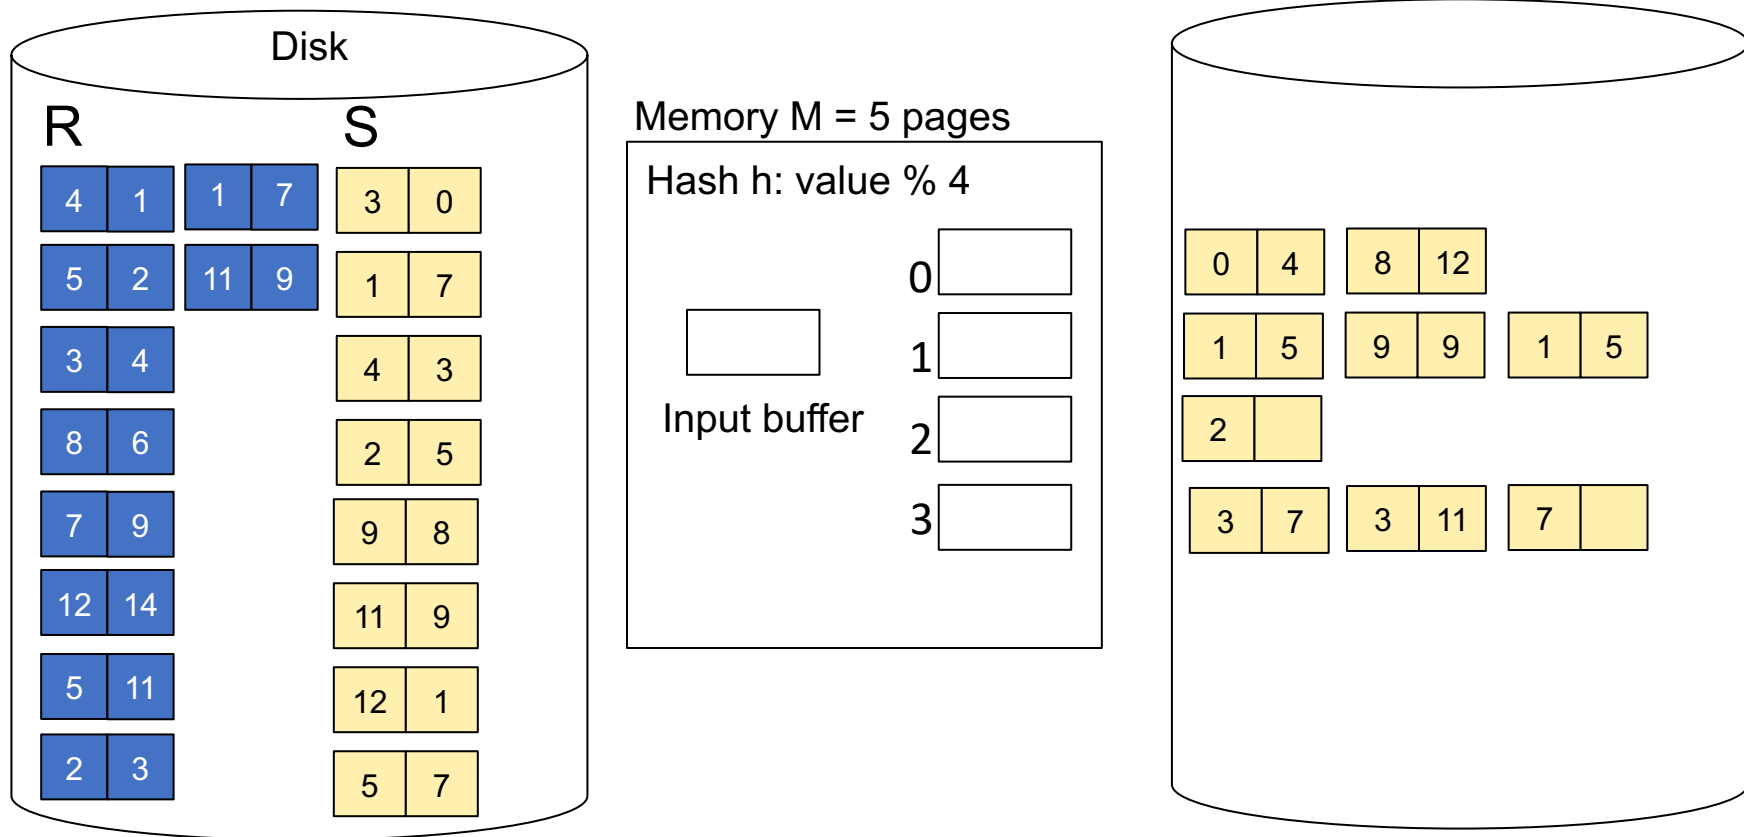 Disk
R S
4 1 1 7 3 0
5 2 11 9 1 7
3 4 4 3
8 6 2 5
7 9 9 8
12 14 11 9
5 11 12 1
2 3 5 7
Memory M = 5 pages
Hash h: value % 4
0
1
Input buffer
2
3
0 4 8 12
1 5 9 9 1 5
2
3 7 3 11 7